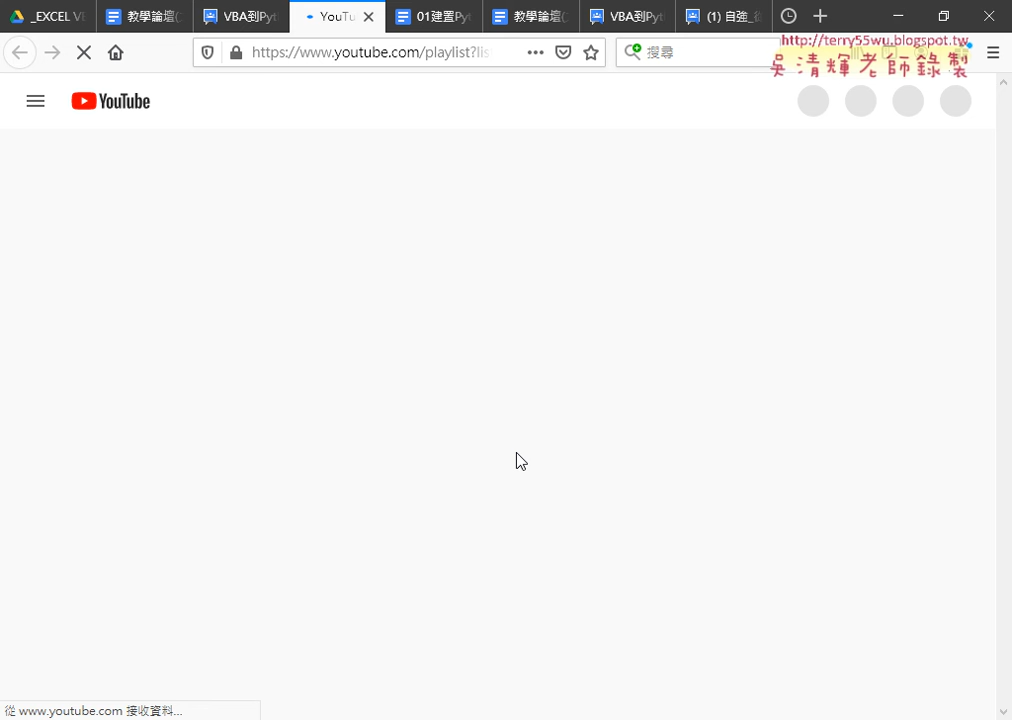 _EXCEL V
教學論壇(
VBA到Pyt
YouTu
01建置Py
教學論壇(
VBA到Pyt
(1) 自強_
https://www.youtube.com/playlist?lis
搜尋
http://terry55wu.blogspot.tw
吳清輝老師錄製
YouTube
從 www.youtube.com 接收資料...